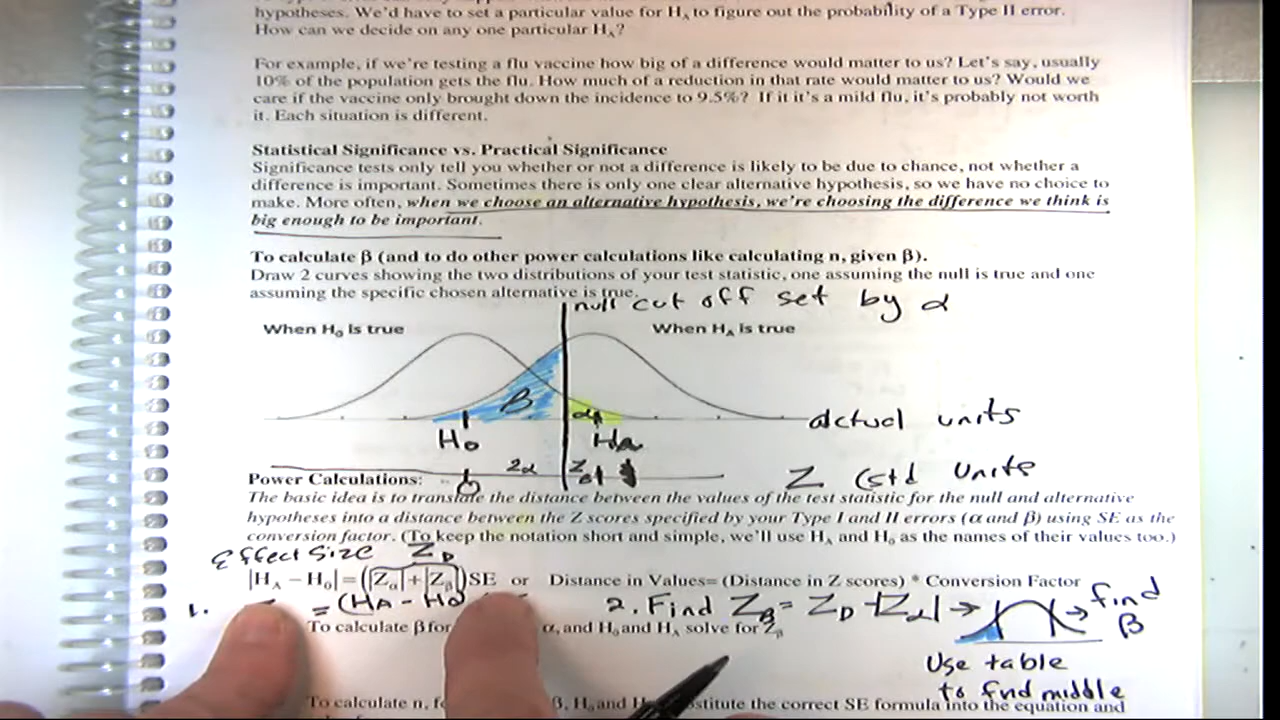 hypotheses. We'd have to set a particular value for HA to figure out the probability of a Type II error.
How can we decide on any one particular HA?
For example, if we're testing a flu vaccine how big of a difference would matter to us? Let's say, usually
10% of the population gets the flu. How much of a reduction in that rate would matter to us? Would we
care if the vaccine only brought down the incidence to 9.5%? If it it's a mild flu, it's probably not worth
it. Each situation is different.
Statistical Significance vs. Practical Significance
Significance tests only tell you whether or not a difference is likely to be due to chance, not whether a
difference is important. Sometimes there is only one clear alternative hypothesis, so we have no choice to
make. More often, when we choose an alternative hypothesis, we're choosing the difference we think is
big enough to be important.
To calculate β (and to do other power calculations like calculating n, given β).
Draw 2 curves showing the two distributions of your test statistic, one assuming the null is true and one
assuming the specific chosen alternative is true.
null cut off set by α
When H0 is true
When HA is true
β
α
actual units
H0
Ha
Zα
Z (std units
Power Calculations:
0
The basic idea is to translate the distance between the values of the test statistic for the null and alternative
hypotheses into a distance between the Z scores specified by your Type I and II errors (α and β) using SE as the
conversion factor. (To keep the notation short and simple, we'll use HA and H0 as the names of their values too.)
Effect Size ZD
|HA – H0| = (|Zα|+|Zβ|)SE or Distance in Values= (Distance in Z scores) * Conversion Factor
1. = (HA - H0
2. Find Zβ = ZD - |Zα| → → find β
To calculate β for α, and H0 and HA solve for Zβ
Use table
to find middle
To calculate n, β, H0 and substitute the correct SE formula into the equation and